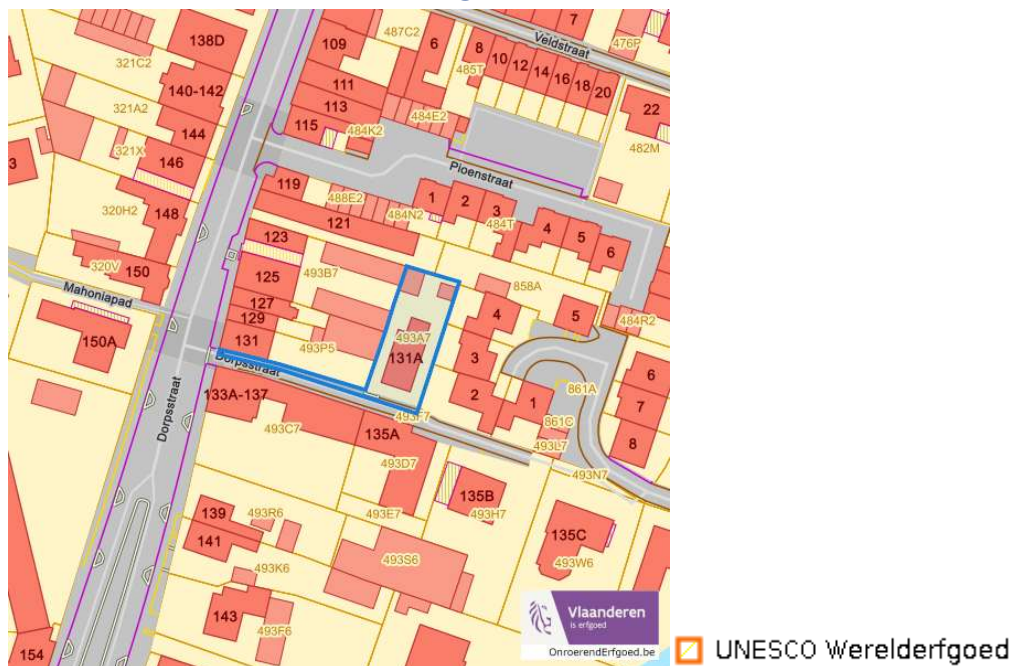 138D
109
487C2
6
8
10
12
14
16
18
20
7
Veldstraat
476P
321C2
140-142
111
485T
22
321A2
113
484E2
144
115
484K2
482M
321X
3
146
Pioenstraat
119
488E2
1
2
3
320H2
148
484N2
484T
121
4
5
6
123
320V
150
125
493B7
858A
Mahoniapad
127
4
5
484R2
129
493A7
150A
131
493P5
131A
3
Dorpsstraat
6
133A-137
2
1
861A
7
493F7
Dorpsstraat
493C7
135A
861C
8
493L7
493D7
493N7
135B
139
493R6
493E7
493H7
141
135C
493S6
493W6
493K6
143
493F6
154
Vlaanderen
is erfgoed
OnroerendErfgoed.be
UNESCO Werelderfgoed